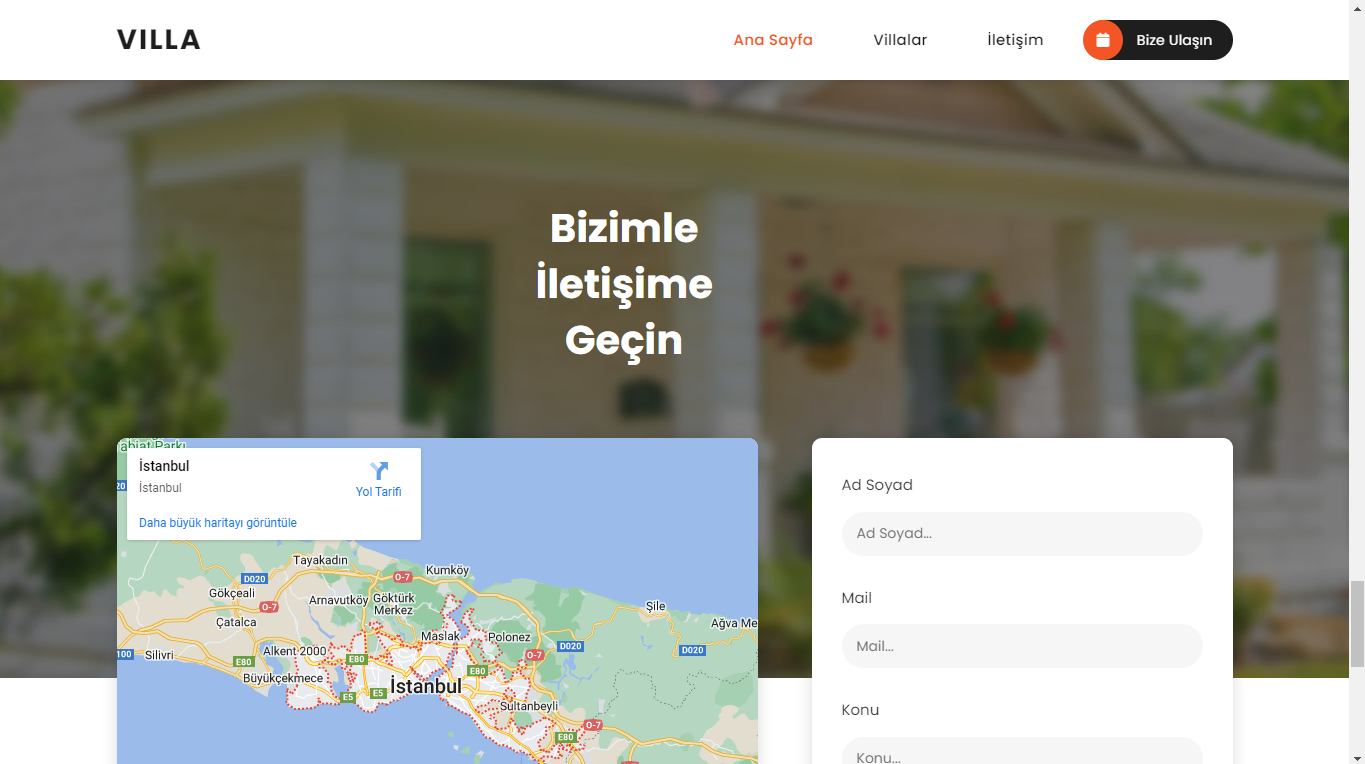 VILLA
Ana Sayfa
Villalar
İletişim
Bize Ulaşın
Bizimle
İletişime
Geçin
İstanbul
İstanbul
Yol Tarifi
Daha büyük haritayı görüntüle
20
Tayakadın
Kumköy
D020
O-7
Gökçeali
O-7
Arnavutköy
Göktürk
Merkez
Şile
Çatalca
Ağva Me
Maslak
Polonez
D020
D020
100
Silivri
Alkent 2000
E80
E80
O-7
E80
Büyükçekmece
E5
E5
İstanbul
Sultanbeyli
O-7
E80
Ad Soyad
Ad Soyad...
Mail
Mail...
Konu
Konu...